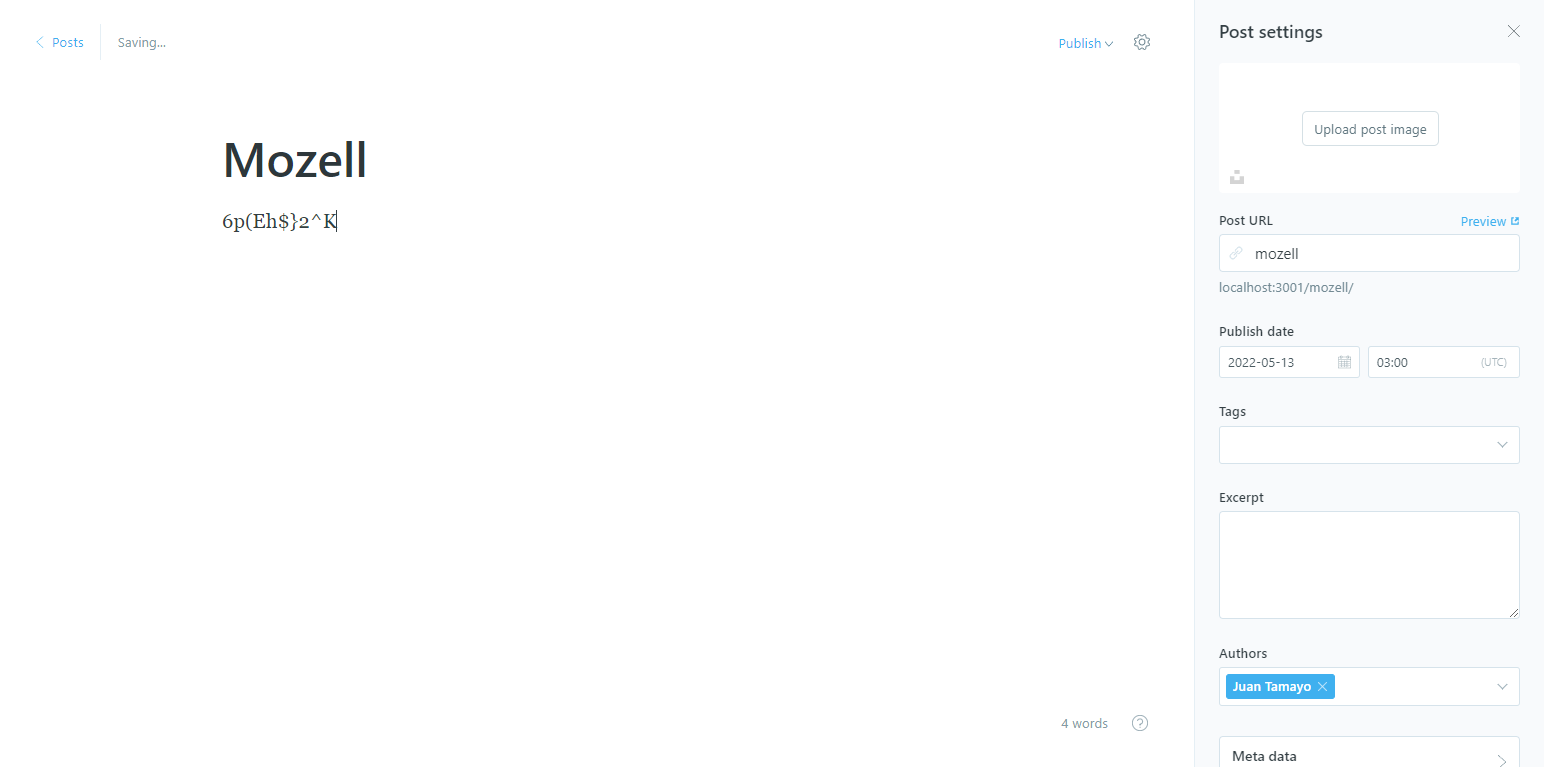 Posts
Saving...
Publish
Mozell
6p(Eh$}2^K
4 words
Post settings
Upload post image
Post URL
Preview
mozell
localhost:3001/mozell/
Publish date
2022-05-13
03:00
(UTC)
Tags
Excerpt
Authors
Juan Tamayo
Meta data